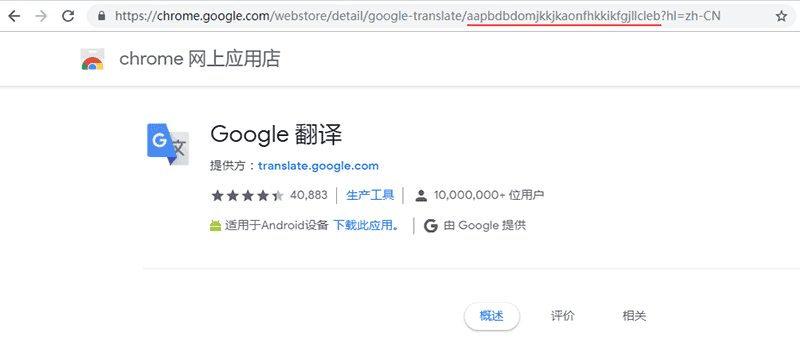 https://chrome.google.com/webstore/detail/google-translate/aapbdbdomjkkjkaonfhkkikfgjllcleb?hl=zh-CN
chrome 网上应用店
Google 翻译
提供方：translate.google.com
40,883 生产工具 10,000,000+ 位用户
适用于Android设备 下载此应用。 由 Google 提供
概述 评价 相关